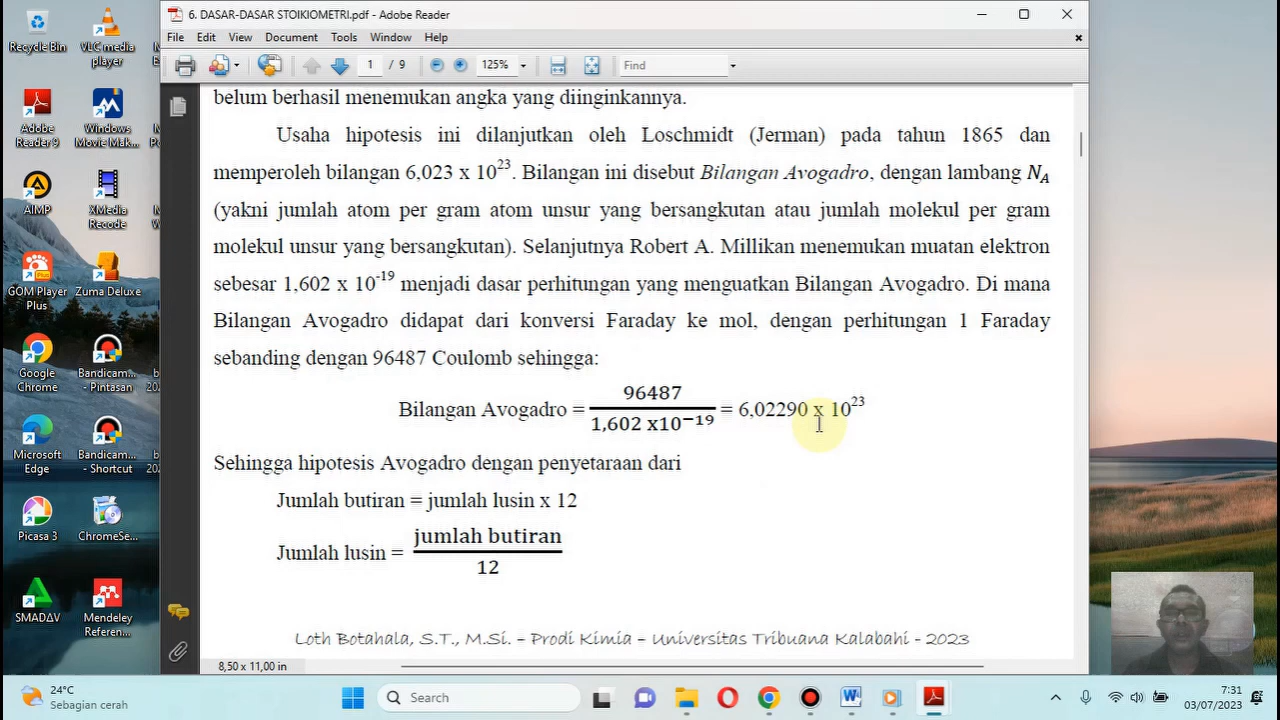 6. DASAR-DASAR STOIKIOMETRI.pdf - Adobe Reader
File Edit View Document Tools Window Help
1 / 9 125% Find
belum berhasil menemukan angka yang diinginkannya.
Usaha hipotesis ini dilanjutkan oleh Loschmidt (Jerman) pada tahun 1865 dan
memperoleh bilangan 6,023 x 10²³. Bilangan ini disebut Bilangan Avogadro, dengan lambang N_A
(yakni jumlah atom per gram atom unsur yang bersangkutan atau jumlah molekul per gram
molekul unsur yang bersangkutan). Selanjutnya Robert A. Millikan menemukan muatan elektron
sebesar 1,602 x 10⁻¹⁹ menjadi dasar perhitungan yang menguatkan Bilangan Avogadro. Di mana
Bilangan Avogadro didapat dari konversi Faraday ke mol, dengan perhitungan 1 Faraday
sebanding dengan 96487 Coulomb sehingga:
96487
Bilangan Avogadro = = 6,02290 x 10²³
1,602 x10⁻¹⁹
Sehingga hipotesis Avogadro dengan penyetaraan dari
Jumlah butiran = jumlah lusin x 12
jumlah butiran
Jumlah lusin =
12
Loth Botahala, S.T., M.Si. – Prodi Kimia – Universitas Tribuana Kalabahi - 2023
8,50 x 11,00 in
Recycle Bin
VLC media
player
Adobe
Reader 9
Windows
Movie Mak...
AIMP
XMedia
Recode
GOM Player
Plus
Zuma Deluxe
Google
Chrome
Bandicam...
- Pintasan
Microsoft
Edge
Bandicam...
- Shortcut
Picasa 3
ChromeSe...
SMADΔV
Mendeley
Referen...
24°C
Sebagian cerah
Search
7:31
03/07/2023